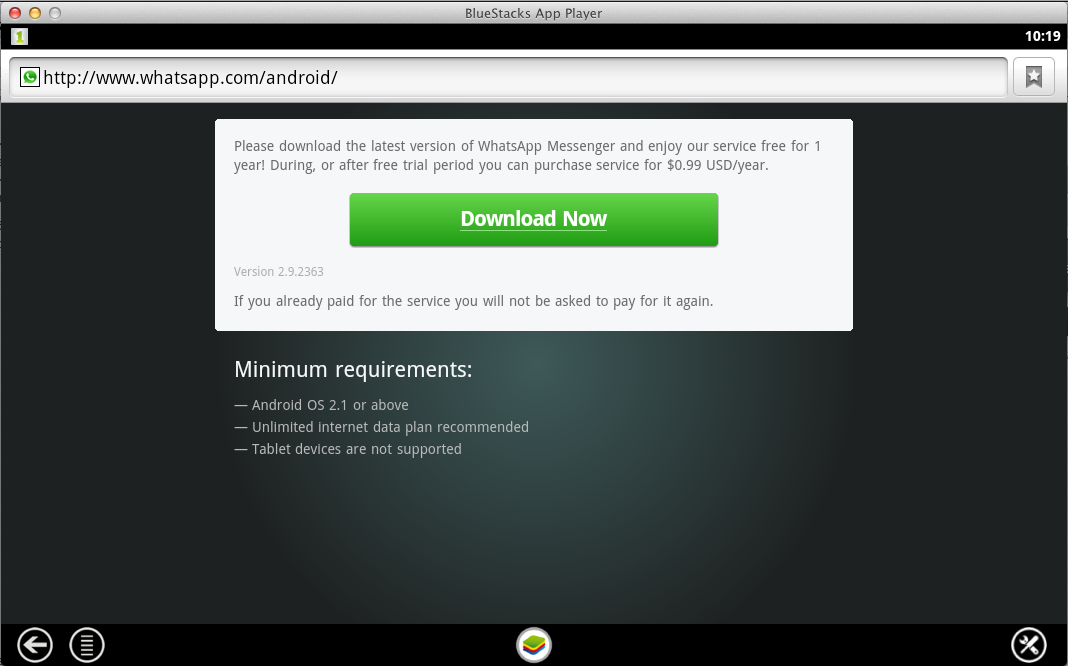 BlueStacks App Player
1
10:19
http://www.whatsapp.com/android/
Please download the latest version of WhatsApp Messenger and enjoy our service free for 1
year! During, or after free trial period you can purchase service for $0.99 USD/year.
Download Now
Version 2.9.2363
If you already paid for the service you will not be asked to pay for it again.
Minimum requirements:
— Android OS 2.1 or above
— Unlimited internet data plan recommended
— Tablet devices are not supported